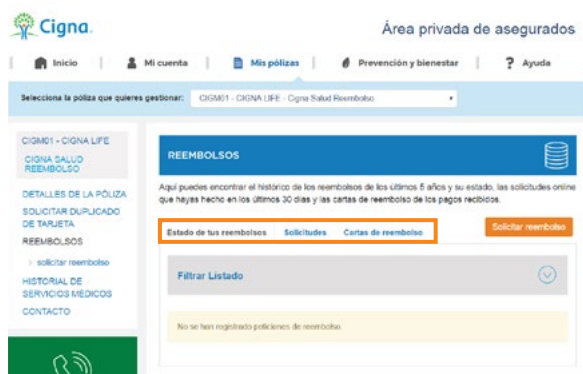 Cigna.
Área privada de asegurados
Inicio
Mi cuenta
Mis pólizas
Prevención y bienestar
? Ayuda
Selecciona la póliza que quieres gestionar:
CIGM01 - CIGNA LIFE - Cigna Salud Reembolso
CIGM01 - CIGNA LIFE
CIGNA SALUD
REEMBOLSO
DETALLES DE LA PÓLIZA
SOLICITAR DUPLICADO
DE TARJETA
REEMBOLSOS
solicitar reembolso
HISTORIAL DE
SERVICIOS MÉDICOS
CONTACTO
REEMBOLSOS
Aquí puedes encontrar el histórico de los reembolsos de los últimos 5 años y su estado, las solicitudes online
que hayas hecho en los últimos 30 días y las cartas de reembolso de los pagos recibidos.
Estado de tus reembolsos
Solicitudes
Cartas de reembolso
Solicitar reembolso
Filtrar Listado
No se han registrado peticiones de reembolso.